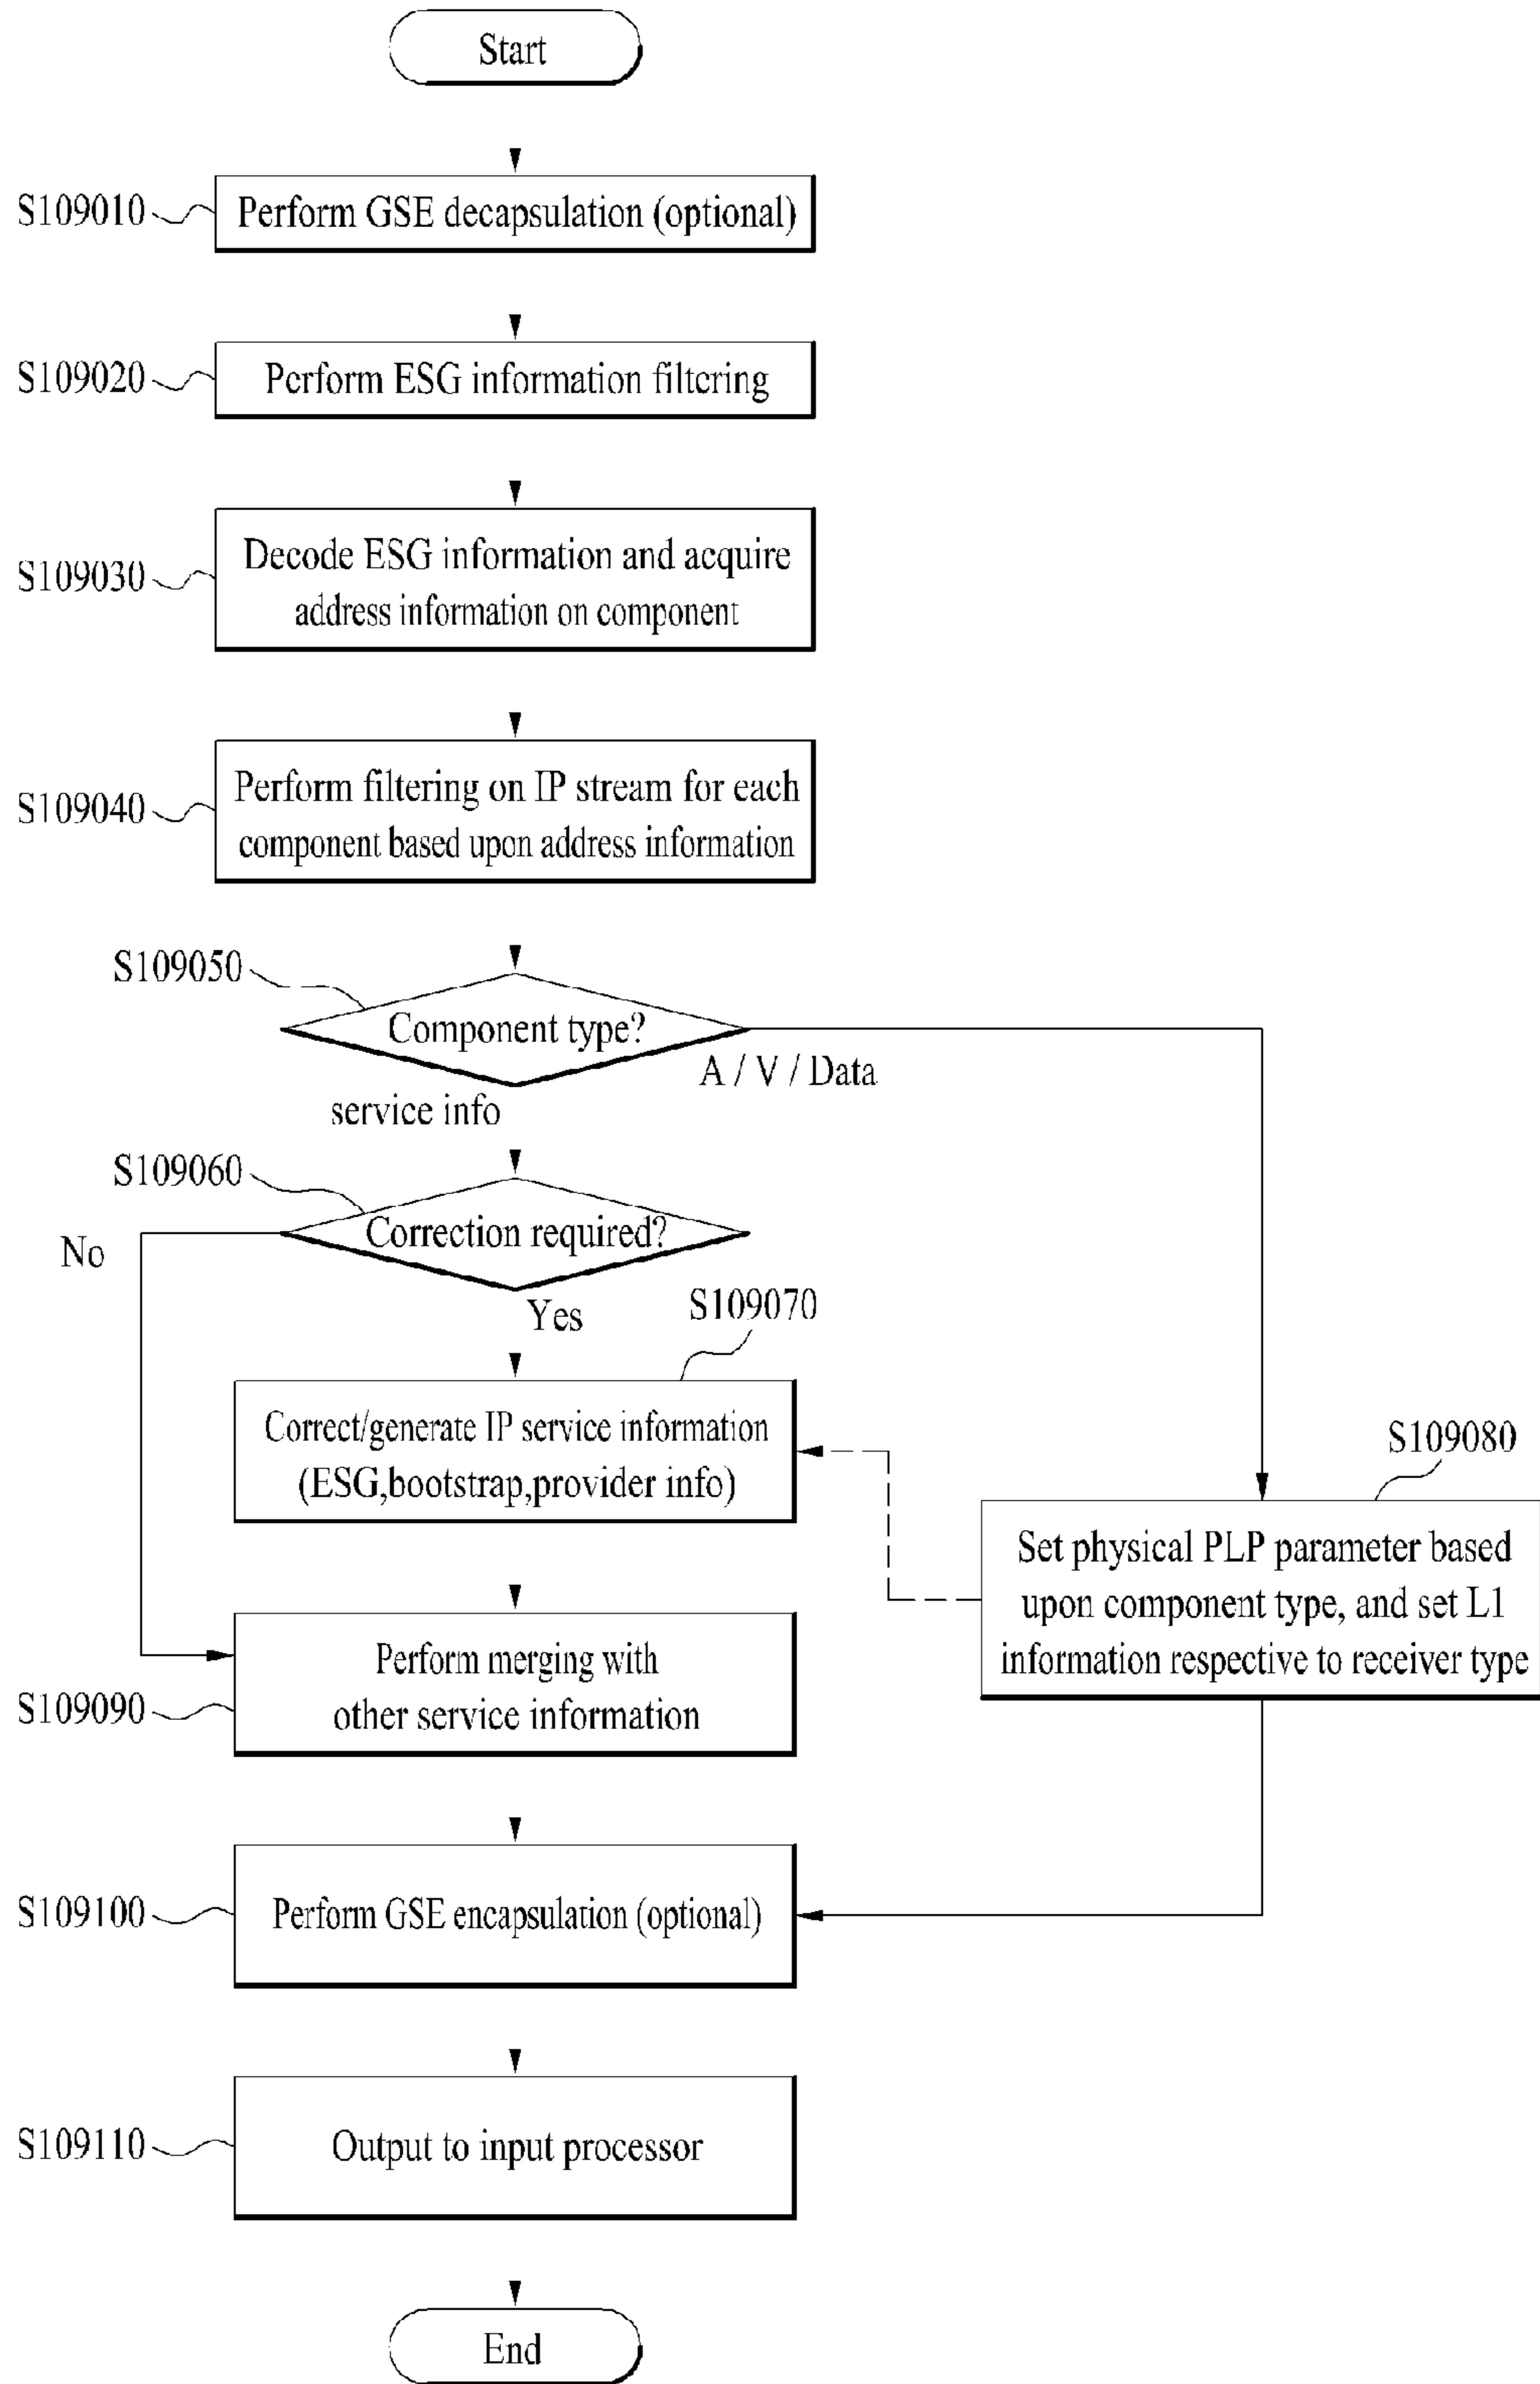 Start
S109010
Perform GSE decapsulation (optional)
S109020
Perform ESG information filtering
S109030
Decode ESG information and acquire
address information on component
S109040
Perform filtering on IP stream for each
component based upon address information
S109050
Component type?
A / V / Data
service info
S109060
Correction required?
No
Yes
S109070
Correct/generate IP service information
(ESG,bootstrap,provider info)
S109080
Set physical PLP parameter based
upon component type, and set L1
information respective to receiver type
S109090
Perform merging with
other service information
S109100
Perform GSE encapsulation (optional)
S109110
Output to input processor
End